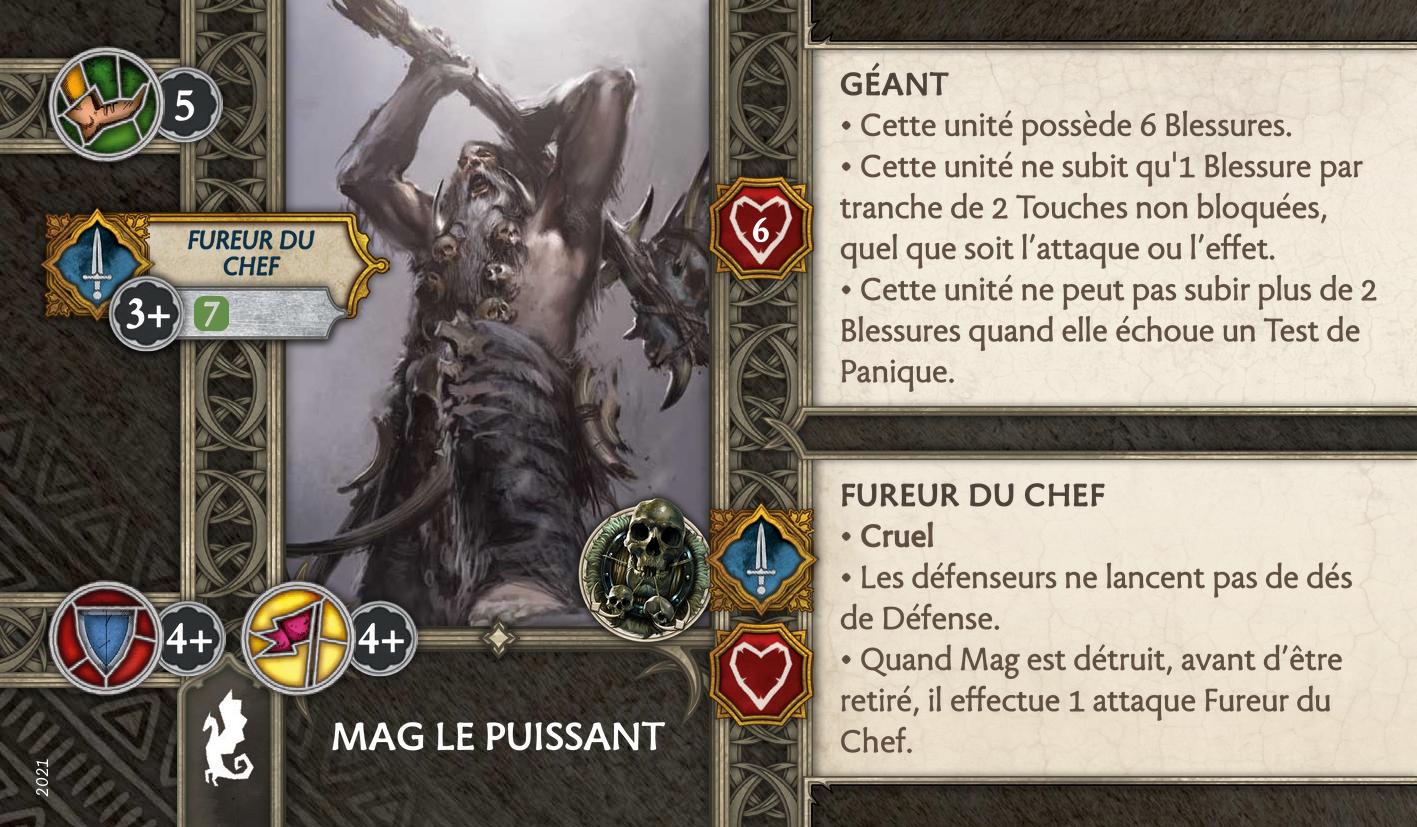 5
FUREUR DU
CHEF
3+ 7
4+ 4+
MAG LE PUISSANT
2021
6
GÉANT
• Cette unité possède 6 Blessures.
• Cette unité ne subit qu'1 Blessure par
tranche de 2 Touches non bloquées,
quel que soit l’attaque ou l’effet.
• Cette unité ne peut pas subir plus de 2
Blessures quand elle échoue un Test de
Panique.
FUREUR DU CHEF
• Cruel
• Les défenseurs ne lancent pas de dés
de Défense.
• Quand Mag est détruit, avant d’être
retiré, il effectue 1 attaque Fureur du
Chef.